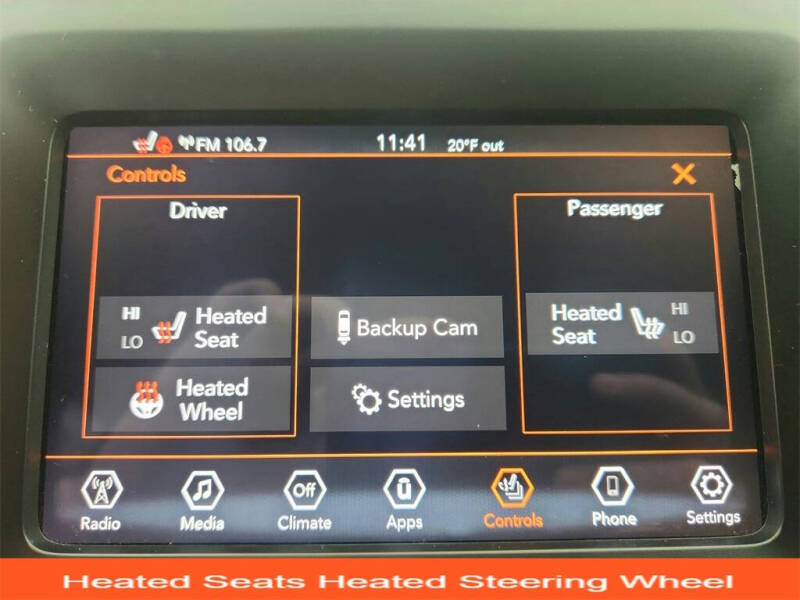 FM 106.7 11:41 20°F out
Controls
Driver
Passenger
HI
LO
Heated
Seat
Backup Cam
Heated
Seat
HI
LO
Heated
Wheel
Settings
Off
Radio Media Climate Apps Controls Phone Settings
Heated Seats Heated Steering Wheel